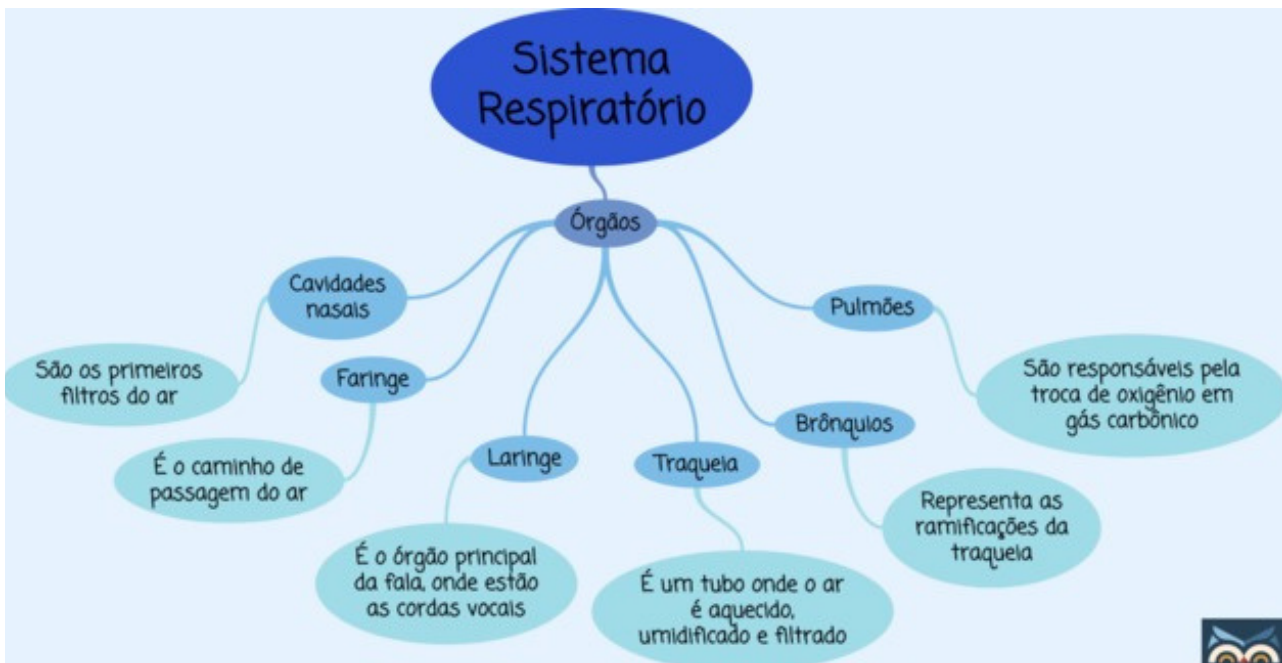 Sistema
Respiratório
Órgãos
Cavidades
nasais
São os primeiros
filtros do ar
Faringe
É o caminho de
passagem do ar
Laringe
É o órgão principal
da fala, onde estão
as cordas vocais
Traqueia
É um tubo onde o ar
é aquecido,
umidificado e filtrado
Brônquios
Representa as
ramificações da
traqueia
Pulmões
São responsáveis pela
troca de oxigênio em
gás carbônico